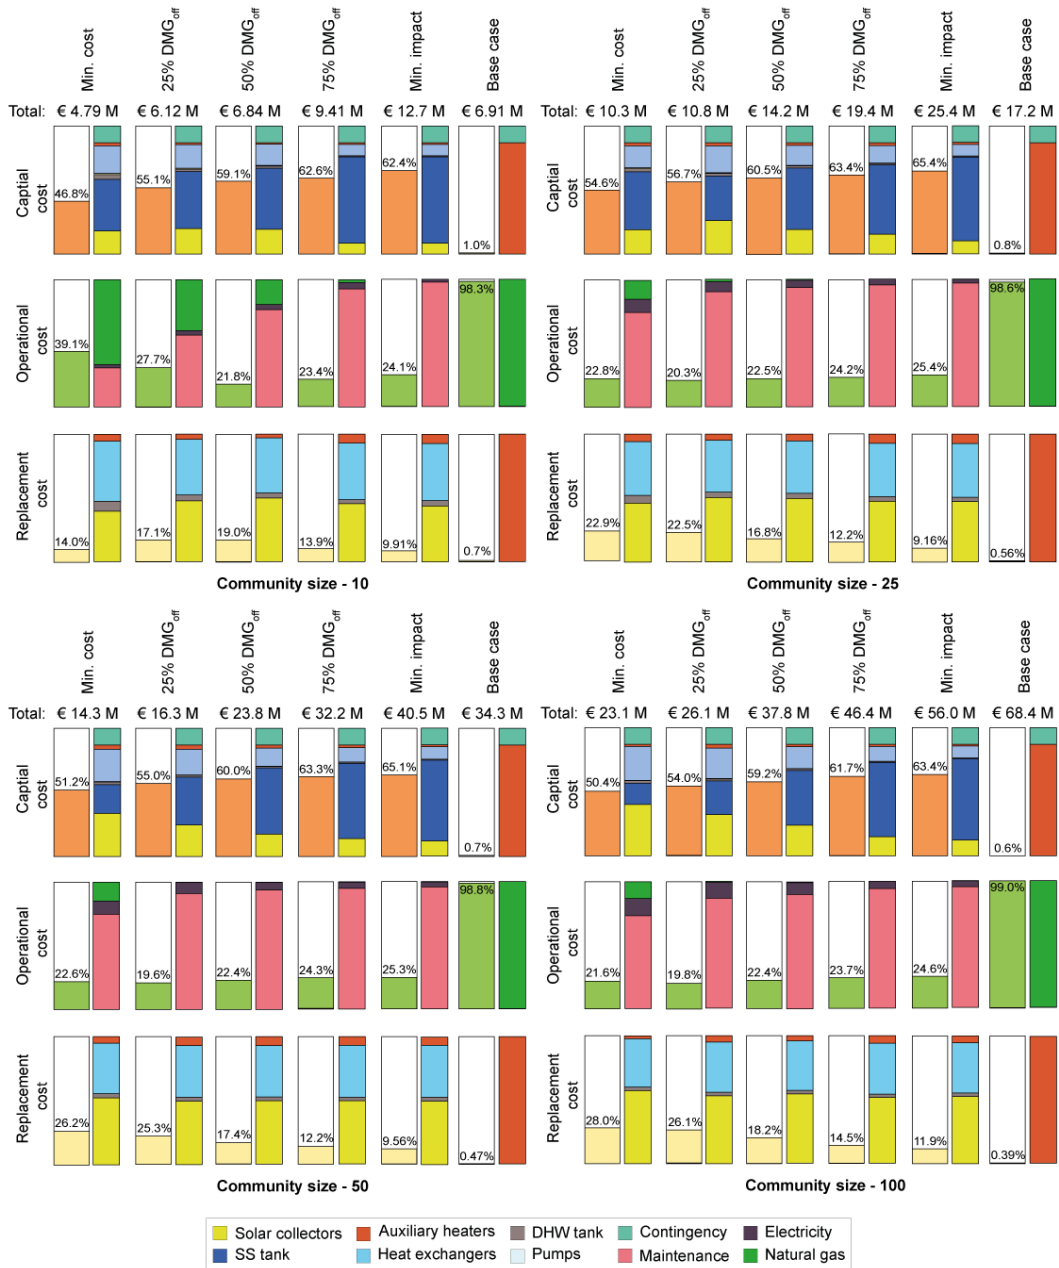 Min. cost
25% DMGoff
50% DMGoff
75% DMGoff
Min. impact
Base case
Total: € 4.79 M € 6.12 M € 6.84 M € 9.41 M € 12.7 M € 6.91 M
Captial cost
46.8% 55.1% 59.1% 62.6% 62.4% 1.0%
Operational cost
39.1% 27.7% 21.8% 23.4% 24.1% 98.3%
Replacement cost
14.0% 17.1% 19.0% 13.9% 9.91% 0.7%
Community size - 10
Min. cost
25% DMGoff
50% DMGoff
75% DMGoff
Min. impact
Base case
Total: € 10.3 M € 10.8 M € 14.2 M € 19.4 M € 25.4 M € 17.2 M
Captial cost
54.6% 56.7% 60.5% 63.4% 65.4% 0.8%
Operational cost
22.8% 20.3% 22.5% 24.2% 25.4% 98.6%
Replacement cost
22.9% 22.5% 16.8% 12.2% 9.16% 0.56%
Community size - 25
Min. cost
25% DMGoff
50% DMGoff
75% DMGoff
Min. impact
Base case
Total: € 14.3 M € 16.3 M € 23.8 M € 32.2 M € 40.5 M € 34.3 M
Captial cost
51.2% 55.0% 60.0% 63.3% 65.1% 0.7%
Operational cost
22.6% 19.6% 22.4% 24.3% 25.3% 98.8%
Replacement cost
26.2% 25.3% 17.4% 12.2% 9.56% 0.47%
Community size - 50
Min. cost
25% DMGoff
50% DMGoff
75% DMGoff
Min. impact
Base case
Total: € 23.1 M € 26.1 M € 37.8 M € 46.4 M € 56.0 M € 68.4 M
Captial cost
50.4% 54.0% 59.2% 61.7% 63.4% 0.6%
Operational cost
21.6% 19.8% 22.4% 23.7% 24.6% 99.0%
Replacement cost
28.0% 26.1% 18.2% 14.5% 11.9% 0.39%
Community size - 100
Solar collectors Auxiliary heaters DHW tank Contingency Electricity
SS tank Heat exchangers Pumps Maintenance Natural gas